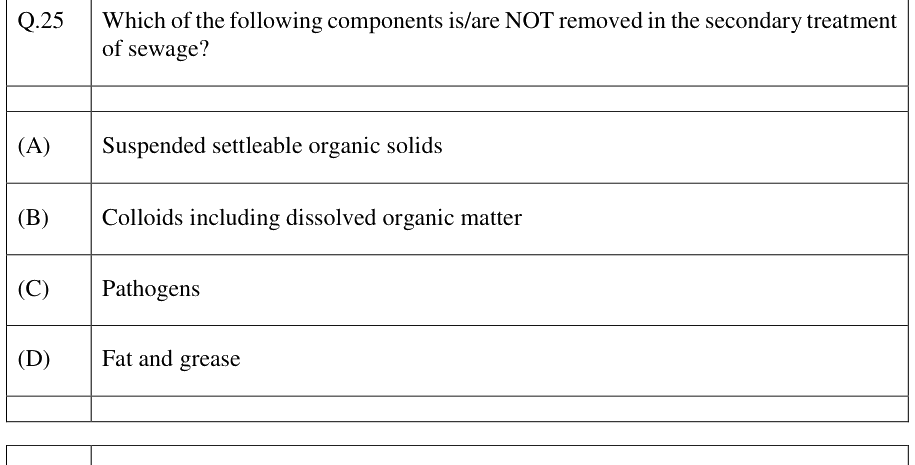 Q.25 Which of the following components is/are NOT removed in the secondary treatment
of sewage?
(A) Suspended settleable organic solids
(B) Colloids including dissolved organic matter
(C) Pathogens
(D) Fat and grease